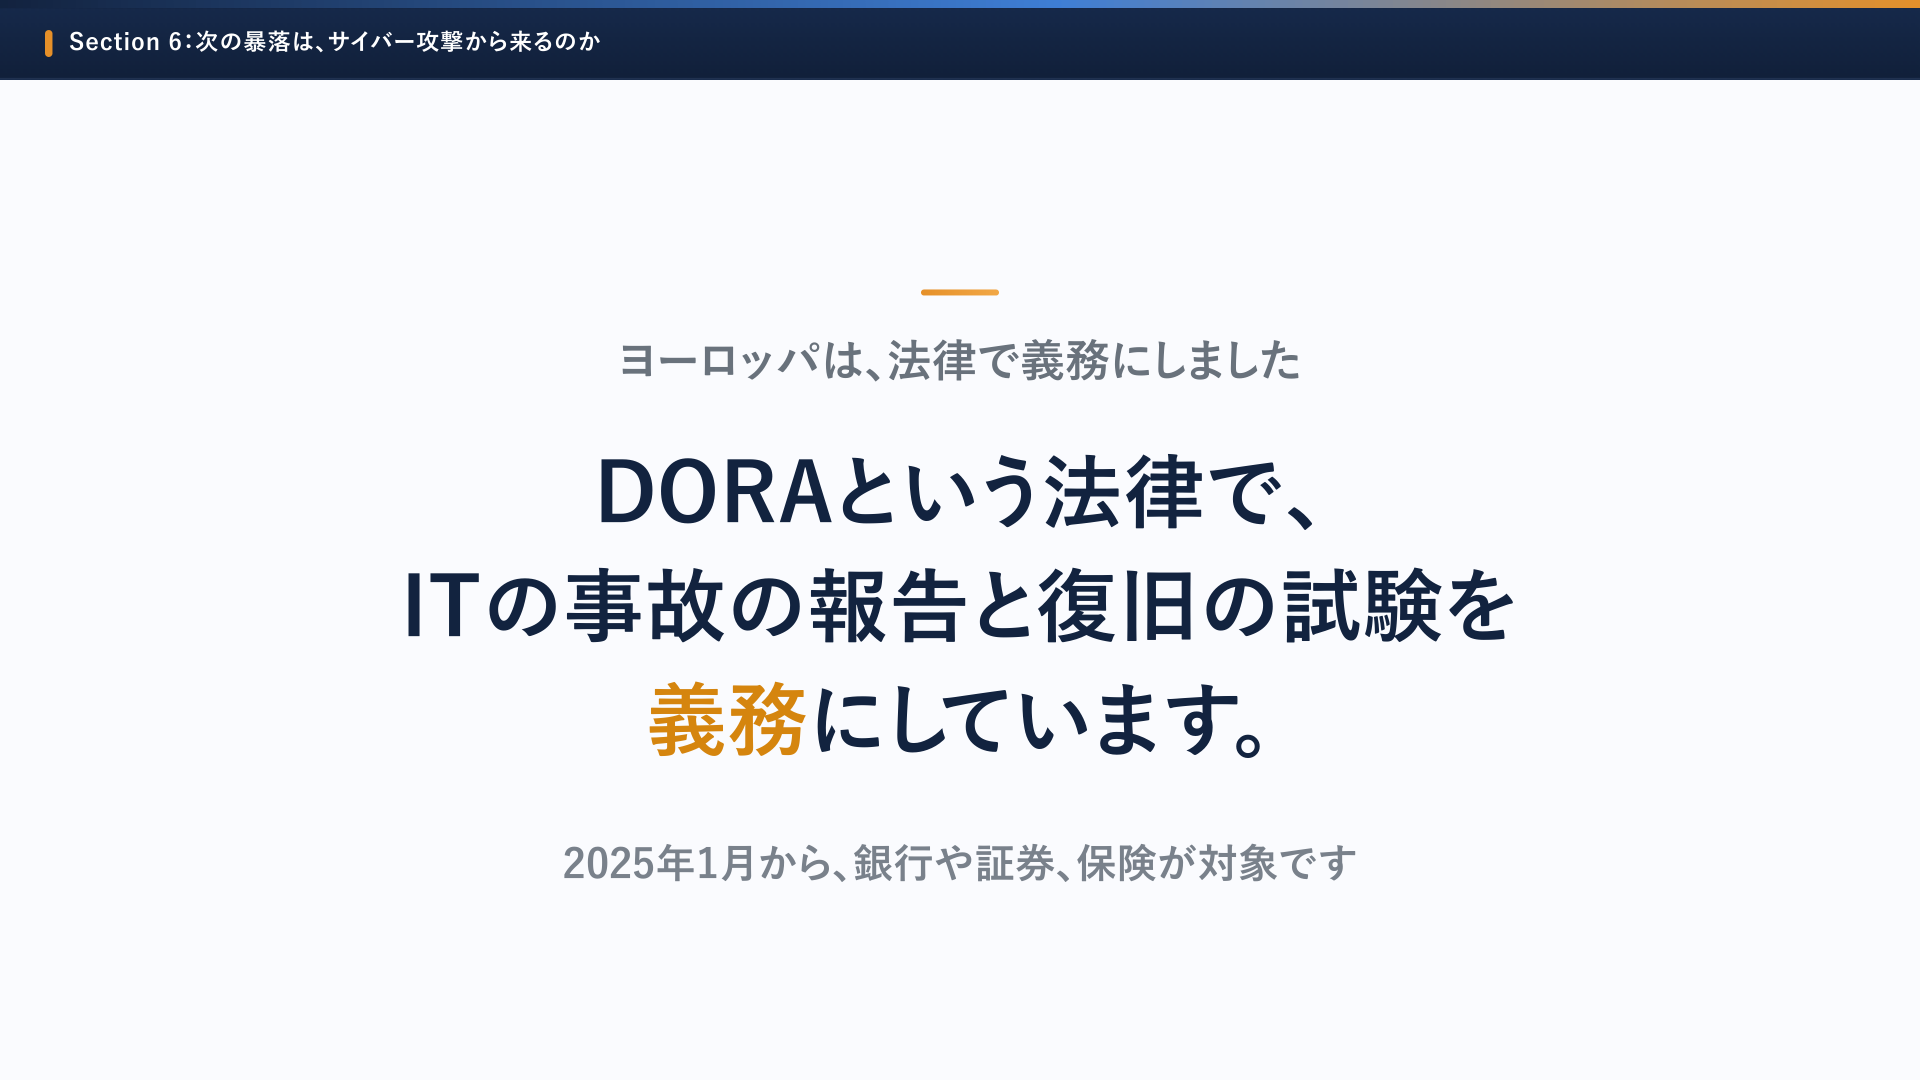 Section 6：次の暴落は、サイバー攻撃から来るのか
ヨーロッパは、法律で義務にしました
DORAという法律で、
ITの事故の報告と復旧の試験を
義務にしています。
2025年1月から、銀行や証券、保険が対象です